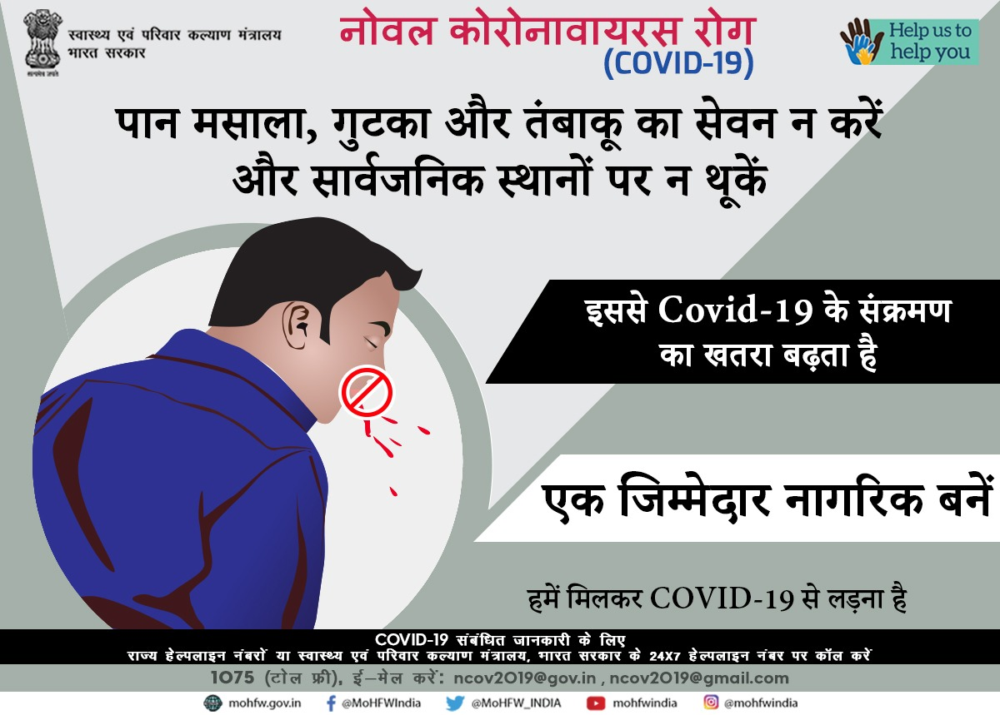 स्वास्थ्य एवं परिवार कल्याण मंत्रालय
भारत सरकार
सत्यमेव जयते
नोवल कोरोनावायरस रोग
(COVID-19)
Help us to
help you
पान मसाला, गुटका और तंबाकू का सेवन न करें
और सार्वजनिक स्थानों पर न थूकें
इससे Covid-19 के संक्रमण
का खतरा बढ़ता है
एक जिम्मेदार नागरिक बनें
हमें मिलकर COVID-19 से लड़ना है
COVID-19 संबंधित जानकारी के लिए
राज्य हेल्पलाइन नंबरों या स्वास्थ्य एवं परिवार कल्याण मंत्रालय, भारत सरकार के 24X7 हेल्पलाइन नंबर पर कॉल करें
1075 (टोल फ्री), ई–मेल करें: ncov2019@gov.in , ncov2019@gmail.com
mohfw.gov.in @MoHFWIndia @MoHFW_INDIA mohfwindia @mohfwindia